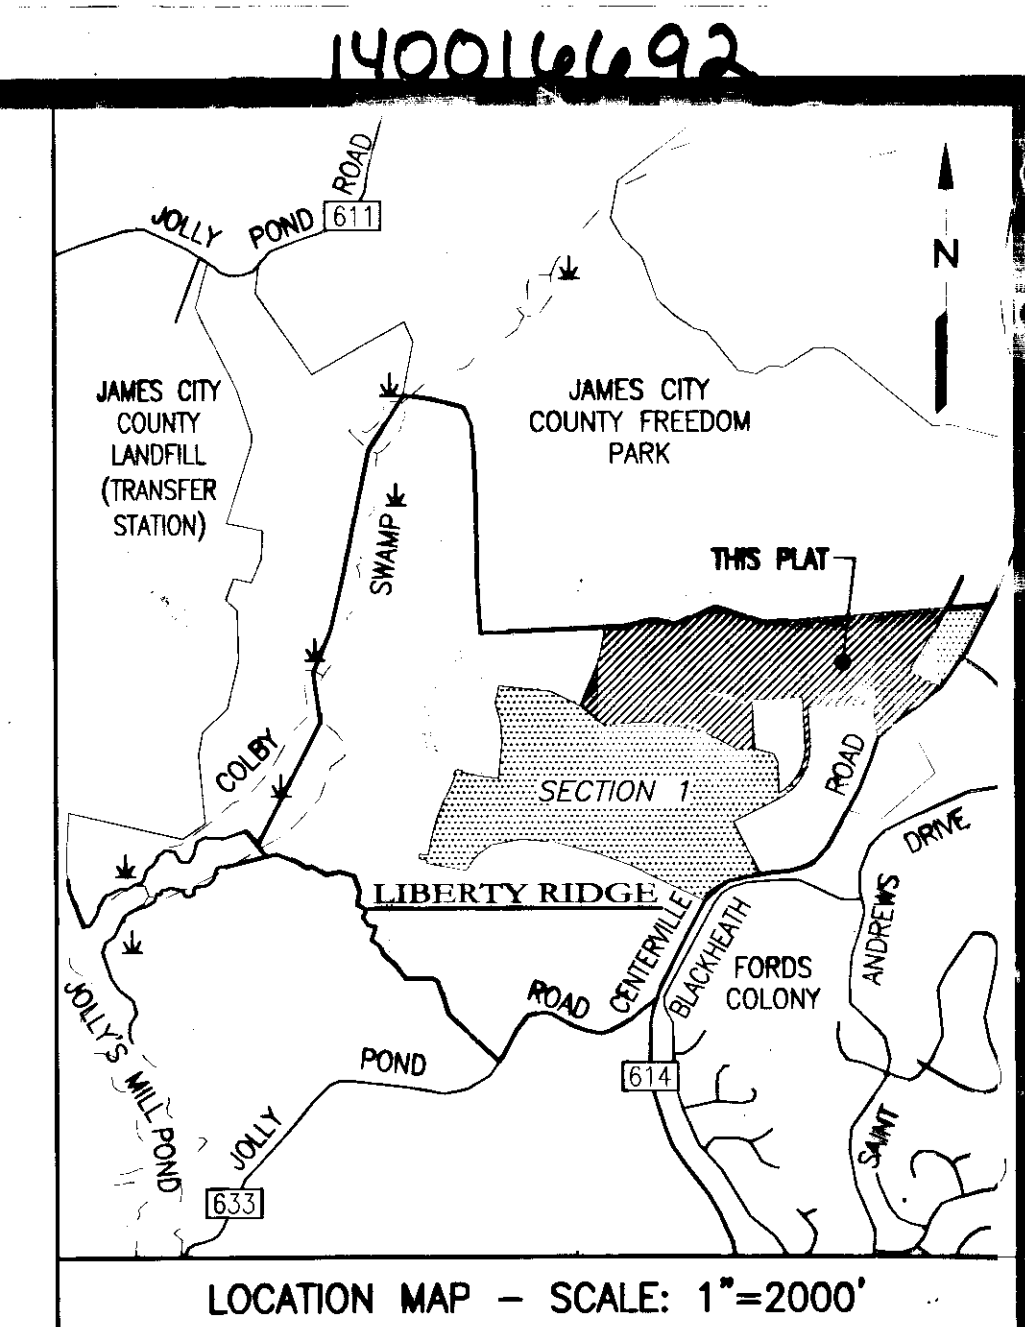 140016692
JOLLY POND ROAD
611
N
JAMES CITY
COUNTY
LANDFILL
(TRANSFER
STATION)
JAMES CITY
COUNTY FREEDOM
PARK
SWAMP
THIS PLAT
COLBY
SECTION 1
ROAD
DRIVE
LIBERTY RIDGE
CENTERVILLE
BLACKHEATH
ANDREWS
FORDS
COLONY
ROAD
JOLLY'S MILL POND
POND
614
JOLLY
SAINT
633
LOCATION MAP - SCALE: 1"=2000'